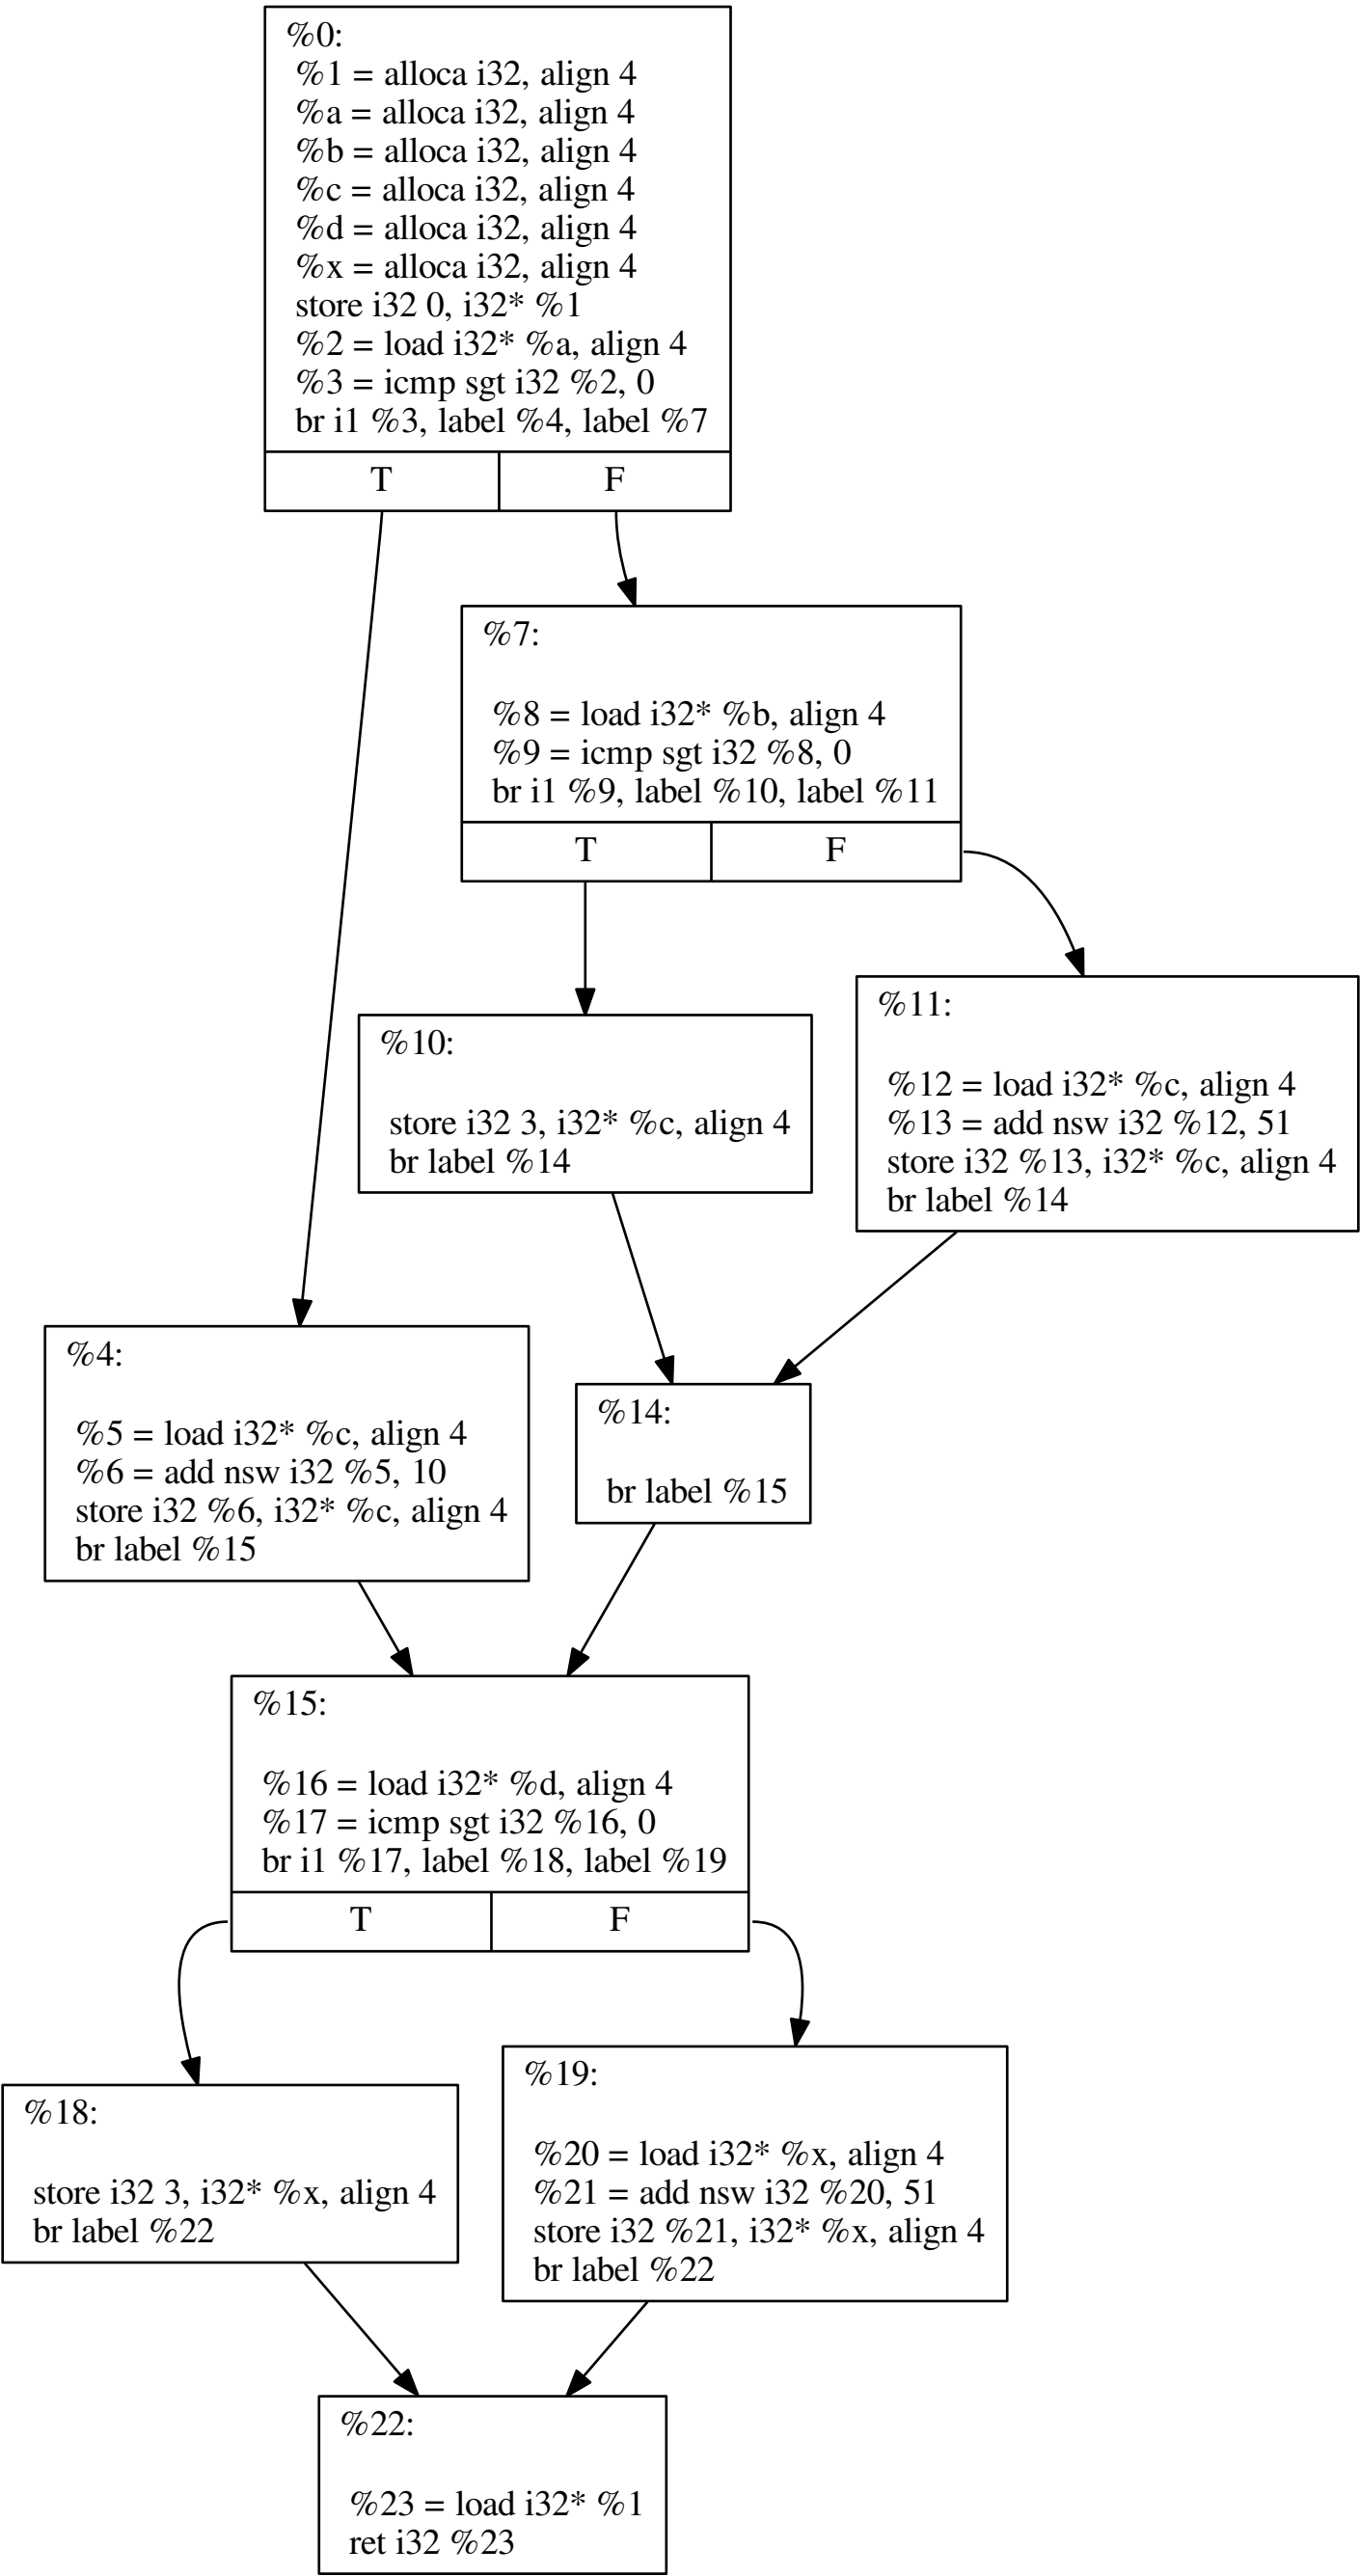 %0:
%1 = alloca i32, align 4
%a = alloca i32, align 4
%b = alloca i32, align 4
%c = alloca i32, align 4
%d = alloca i32, align 4
%x = alloca i32, align 4
store i32 0, i32* %1
%2 = load i32* %a, align 4
%3 = icmp sgt i32 %2, 0
br i1 %3, label %4, label %7
T F
%7:
%8 = load i32* %b, align 4
%9 = icmp sgt i32 %8, 0
br i1 %9, label %10, label %11
T F
%10:
store i32 3, i32* %c, align 4
br label %14
%11:
%12 = load i32* %c, align 4
%13 = add nsw i32 %12, 51
store i32 %13, i32* %c, align 4
br label %14
%4:
%5 = load i32* %c, align 4
%6 = add nsw i32 %5, 10
store i32 %6, i32* %c, align 4
br label %15
%14:
br label %15
%15:
%16 = load i32* %d, align 4
%17 = icmp sgt i32 %16, 0
br i1 %17, label %18, label %19
T F
%18:
store i32 3, i32* %x, align 4
br label %22
%19:
%20 = load i32* %x, align 4
%21 = add nsw i32 %20, 51
store i32 %21, i32* %x, align 4
br label %22
%22:
%23 = load i32* %1
ret i32 %23